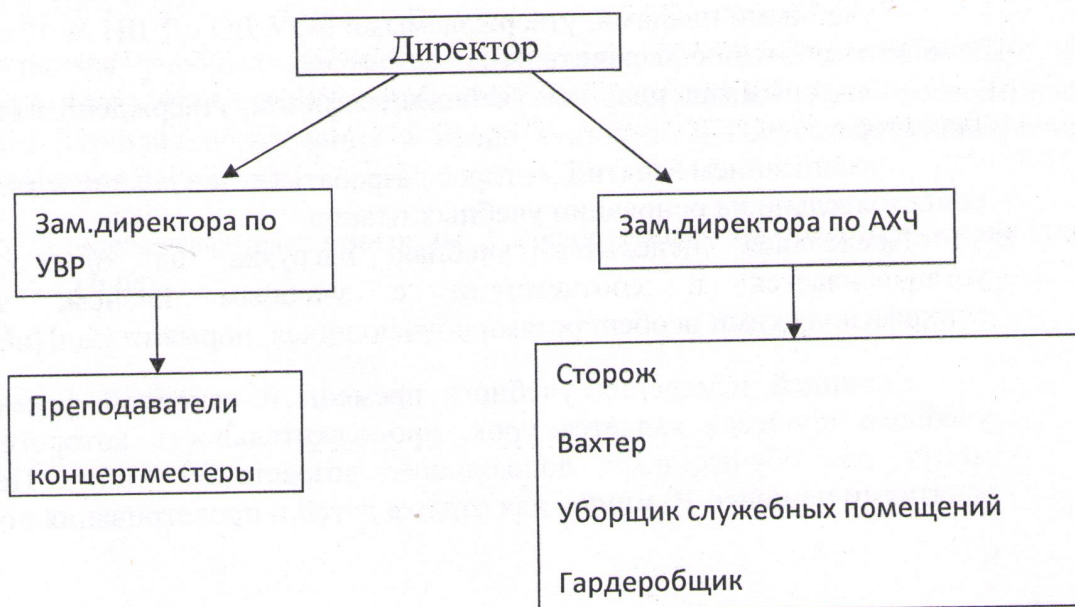 Директор
Зам.директора по
УВР
Зам.директора по АХЧ
Преподаватели
концертместеры
Сторож
Вахтер
Уборщик служебных помещений
Гардеробщик